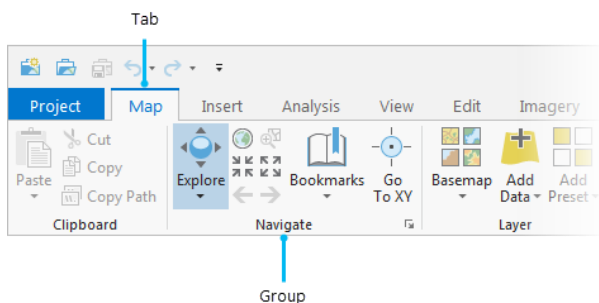 Tab
Project Map Insert Analysis View Edit Imagery
Paste Cut Copy Copy Path Explore Bookmarks Go To XY Basemap Add Data Add Preset
Clipboard Navigate Layer
Group